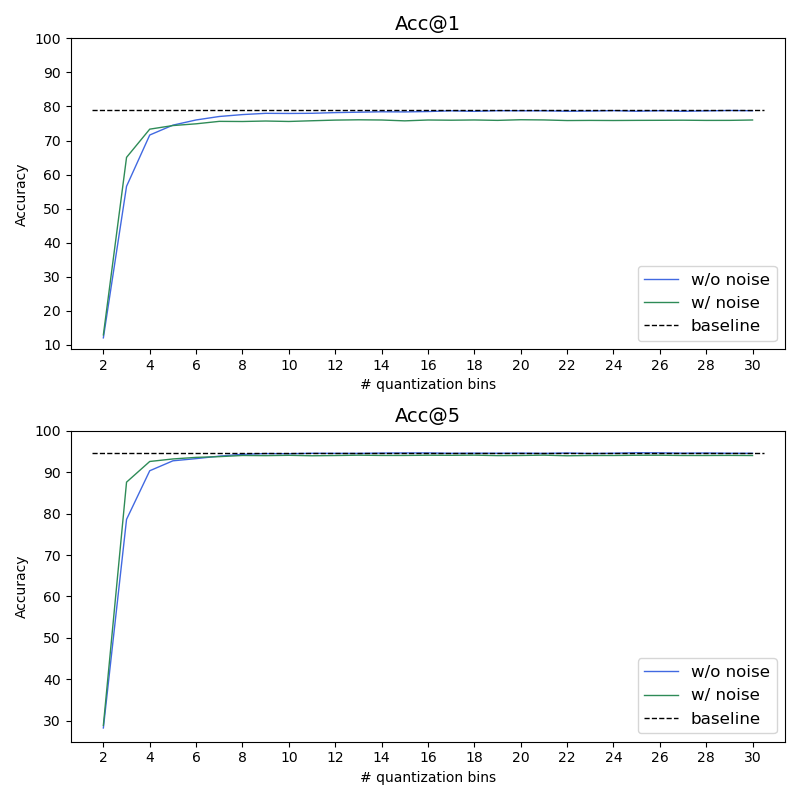 Acc@1
100
90
80
70
60
50
40
30
20
10
Accuracy
w/o noise
w/ noise
baseline
2 4 6 8 10 12 14 16 18 20 22 24 26 28 30
# quantization bins
Acc@5
100
90
80
70
60
50
40
30
Accuracy
w/o noise
w/ noise
baseline
2 4 6 8 10 12 14 16 18 20 22 24 26 28 30
# quantization bins